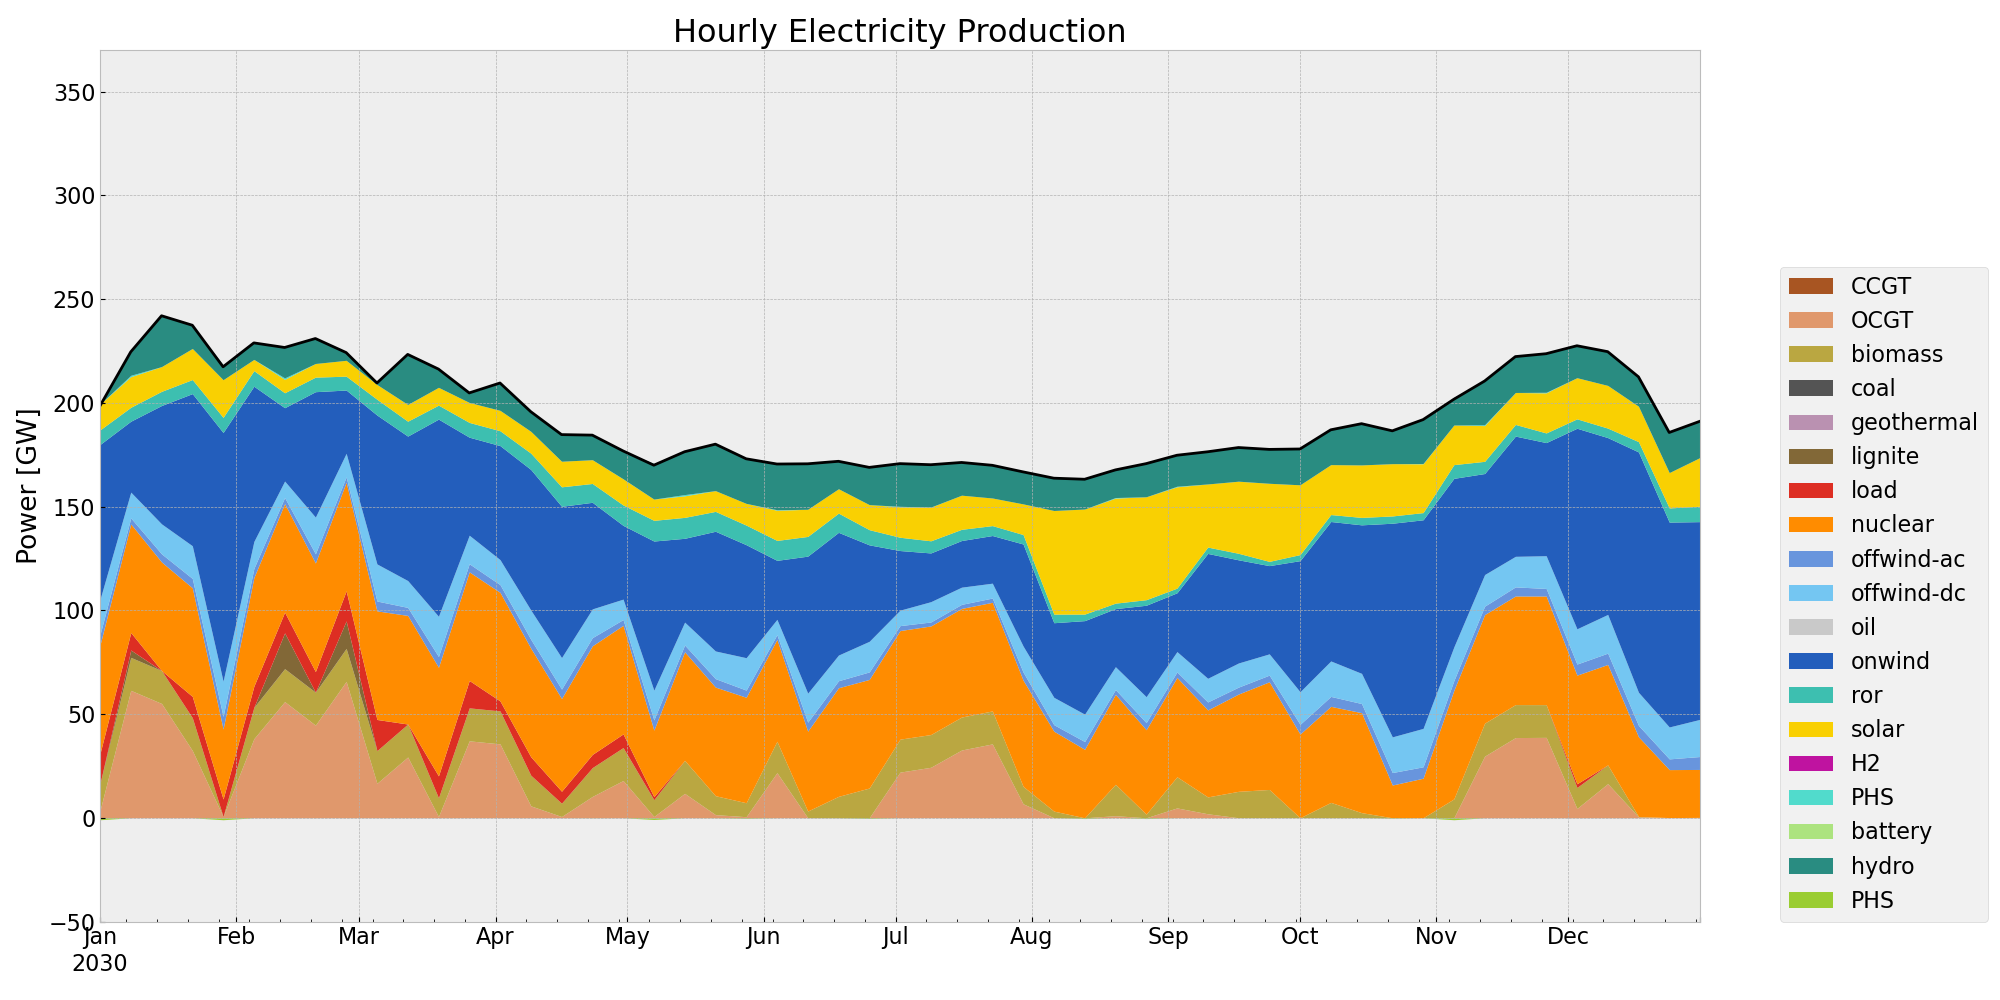 Hourly Electricity Production
Power [GW]
350
300
250
200
150
100
50
0
−50
Jan Feb Mar Apr May Jun Jul Aug Sep Oct Nov Dec
2030
CCGT
OCGT
biomass
coal
geothermal
lignite
load
nuclear
offwind-ac
offwind-dc
oil
onwind
ror
solar
H2
PHS
battery
hydro
PHS